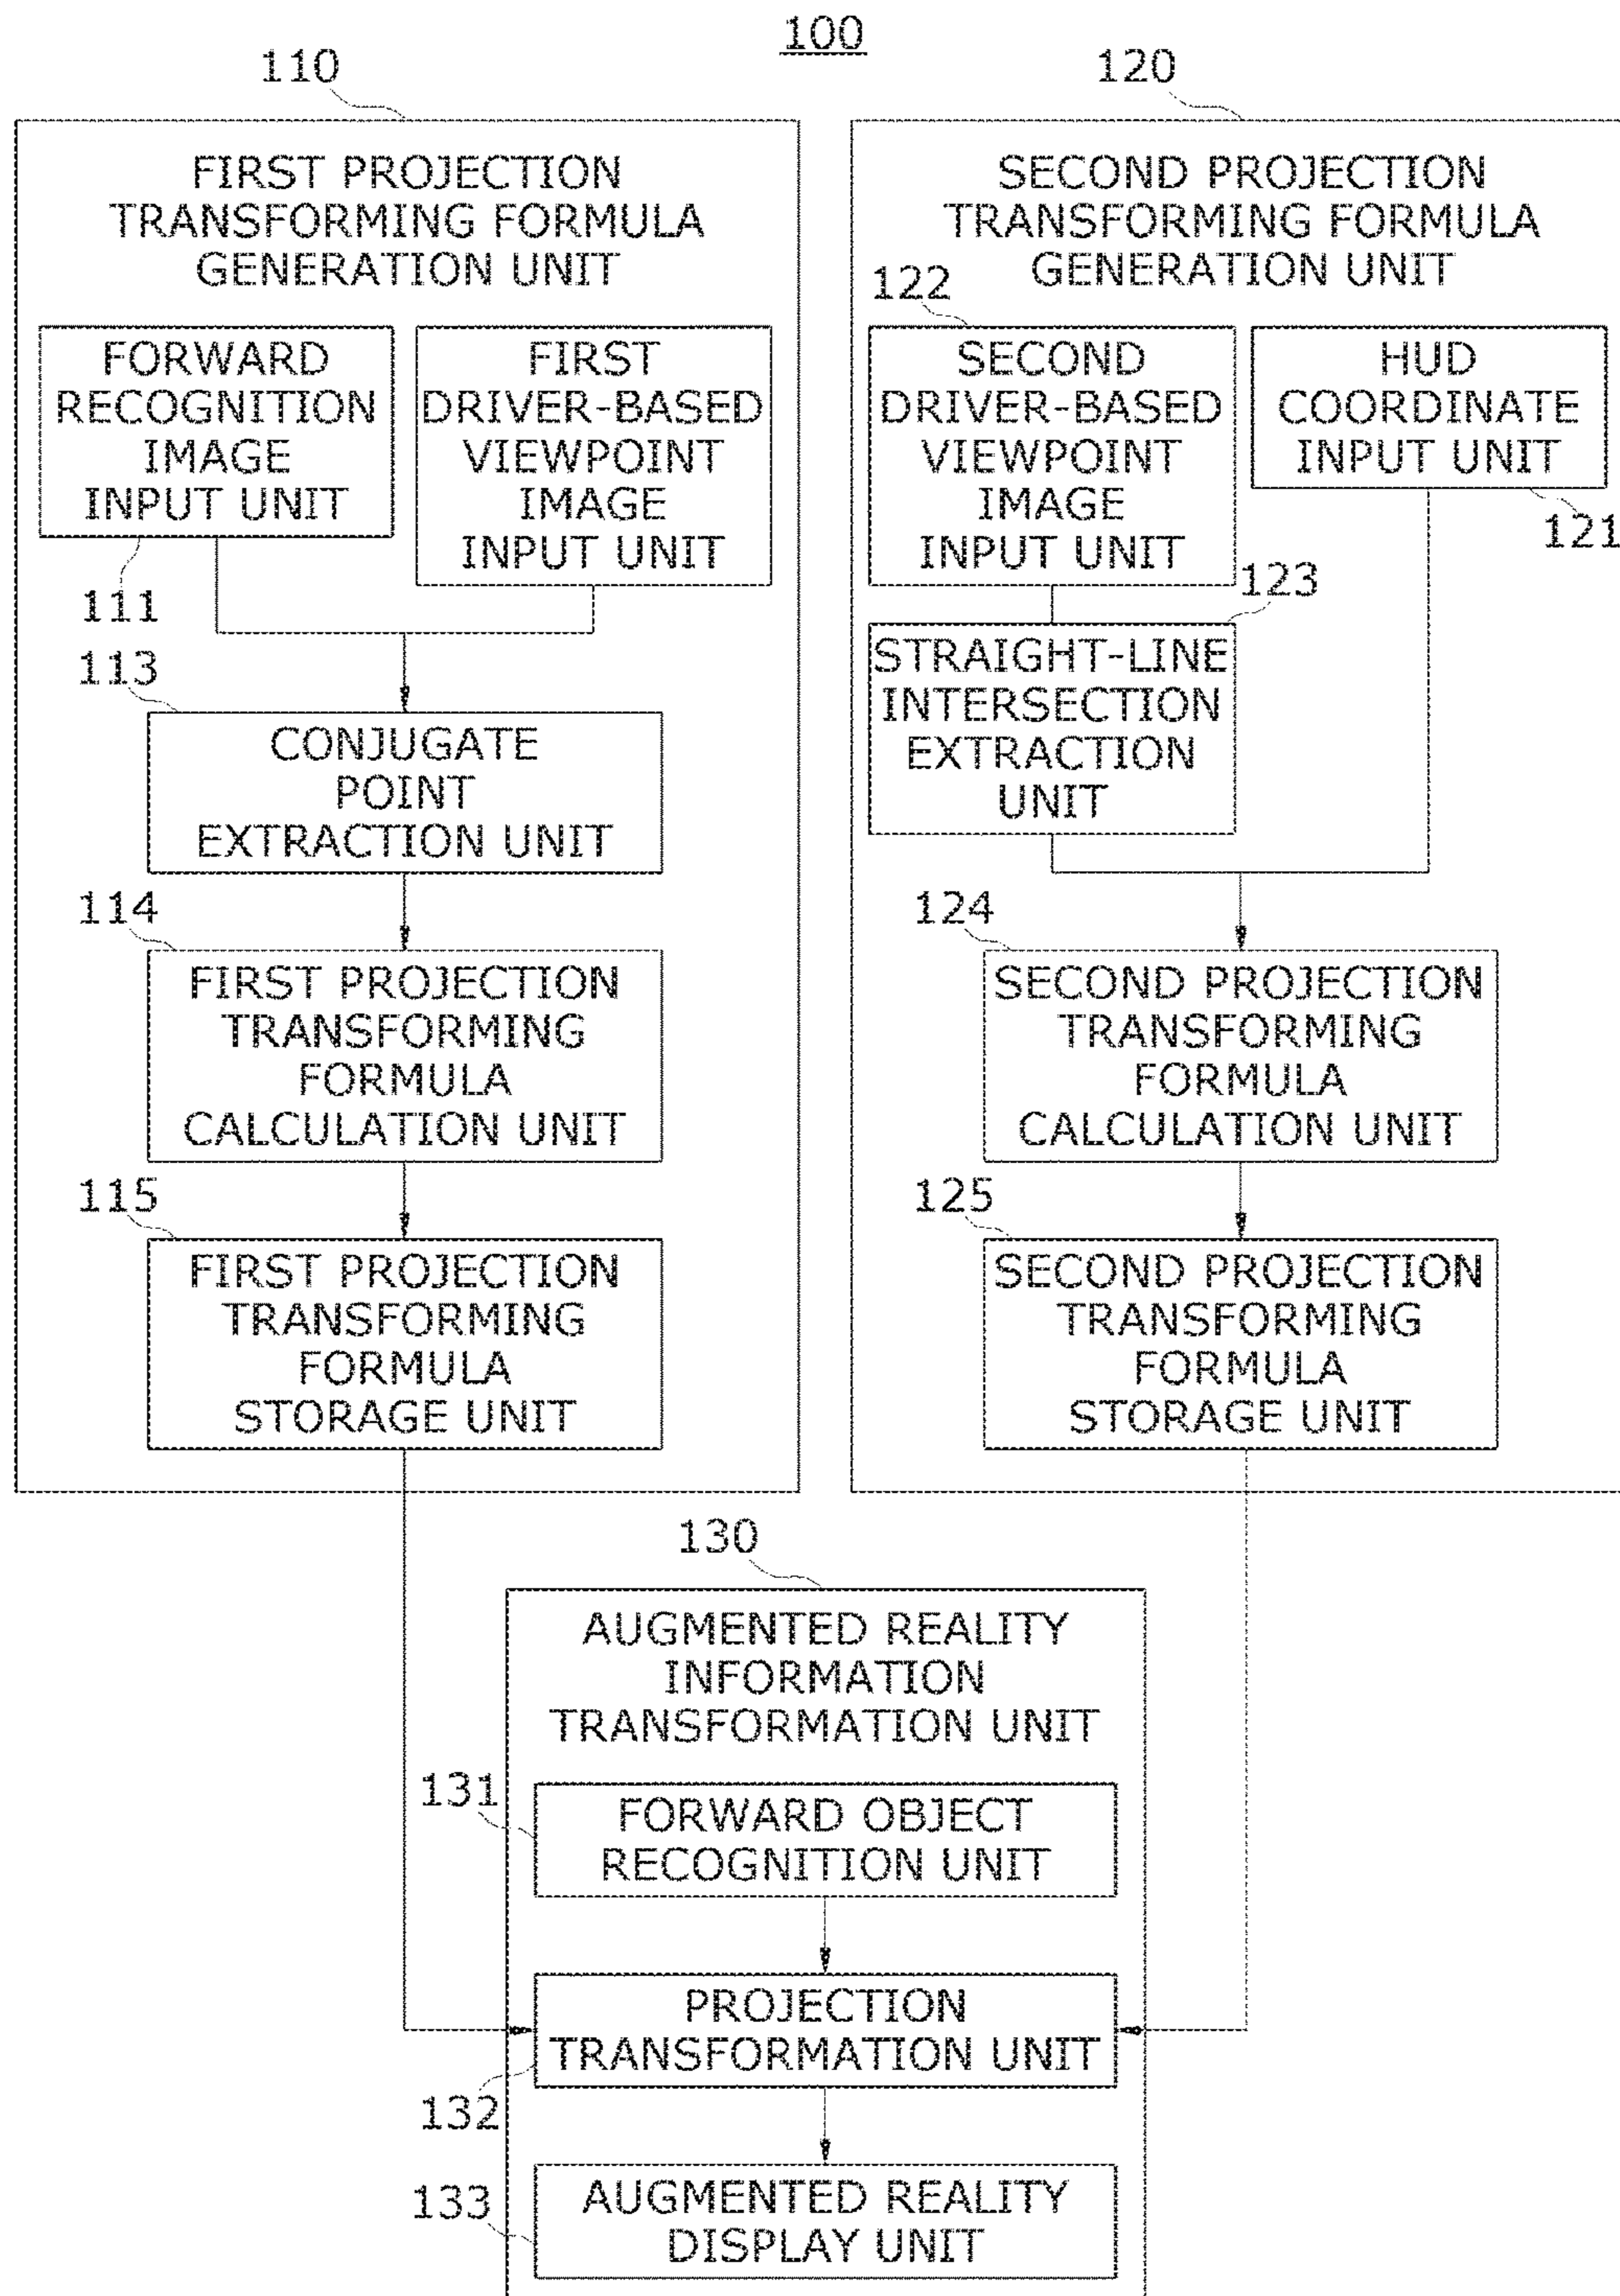 100
110
FIRST PROJECTION
TRANSFORMING FORMULA
GENERATION UNIT
FORWARD
RECOGNITION
IMAGE
INPUT UNIT
111
FIRST
DRIVER-BASED
VIEWPOINT
IMAGE
INPUT UNIT
113
CONJUGATE
POINT
EXTRACTION UNIT
114
FIRST PROJECTION
TRANSFORMING
FORMULA
CALCULATION UNIT
115
FIRST PROJECTION
TRANSFORMING
FORMULA
STORAGE UNIT
120
SECOND PROJECTION
TRANSFORMING FORMULA
GENERATION UNIT
122
SECOND
DRIVER-BASED
VIEWPOINT
IMAGE
INPUT UNIT
HUD
COORDINATE
INPUT UNIT
121
123
STRAIGHT-LINE
INTERSECTION
EXTRACTION
UNIT
124
SECOND PROJECTION
TRANSFORMING
FORMULA
CALCULATION UNIT
125
SECOND PROJECTION
TRANSFORMING
FORMULA
STORAGE UNIT
130
AUGMENTED REALITY
INFORMATION
TRANSFORMATION UNIT
131
FORWARD OBJECT
RECOGNITION UNIT
PROJECTION
TRANSFORMATION UNIT
132
133
AUGMENTED REALITY
DISPLAY UNIT